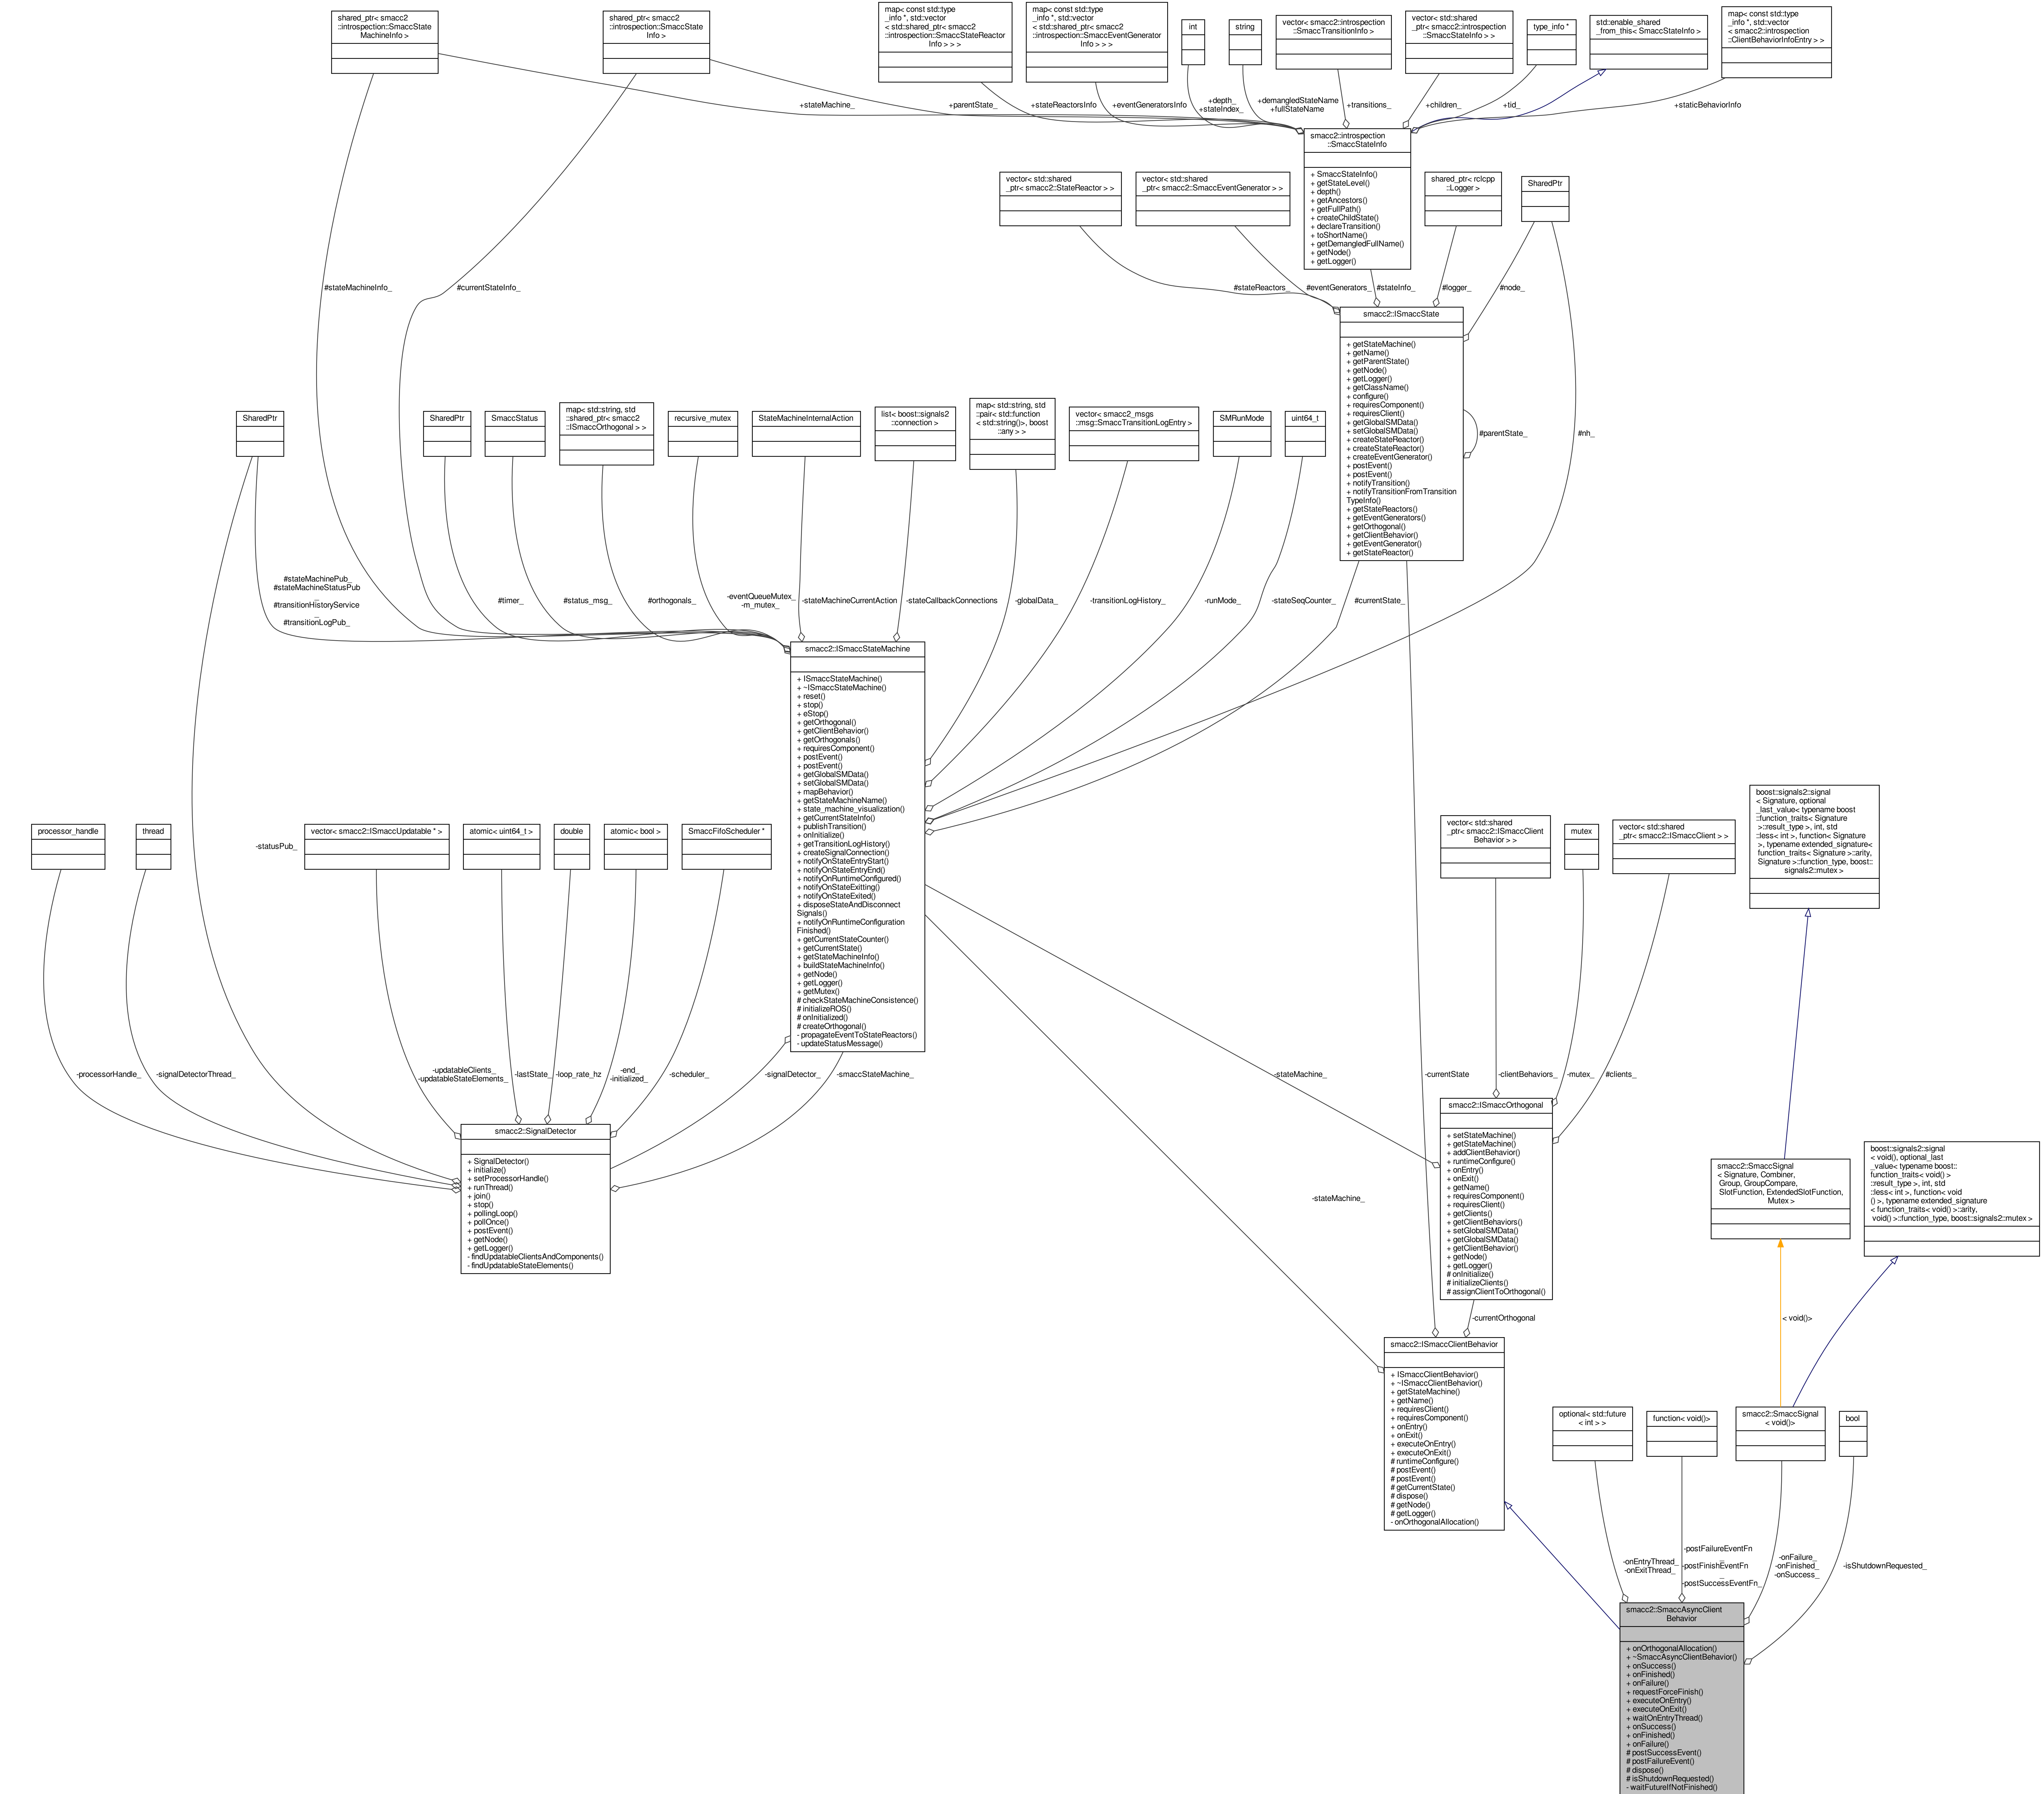 shared_ptr< smacc2
::introspection::SmaccState
MachineInfo >
shared_ptr< smacc2
::introspection::SmaccState
Info >
map< const std::type
_info *, std::vector
< std::shared_ptr< smacc2
::introspection::SmaccStateReactor
Info > > >
map< const std::type
_info *, std::vector
< std::shared_ptr< smacc2
::introspection::SmaccEventGenerator
Info > > >
int
string
vector< smacc2::introspection
::SmaccTransitionInfo >
vector< std::shared
_ptr< smacc2::introspection
::SmaccStateInfo > >
type_info *
std::enable_shared
_from_this< SmaccStateInfo >
map< const std::type
_info *, std::vector
< smacc2::introspection
::ClientBehaviorInfoEntry > >
+stateMachine_
+parentState_
+stateReactorsInfo
+eventGeneratorsInfo
+depth_
+stateIndex_
+demangledStateName
+fullStateName
+transitions_
+children_
+tid_
+staticBehaviorInfo
smacc2::introspection
::SmaccStateInfo
+ SmaccStateInfo()
+ getStateLevel()
+ depth()
+ getAncestors()
+ getFullPath()
+ createChildState()
+ declareTransition()
+ toShortName()
+ getDemangledFullName()
+ getNode()
+ getLogger()
vector< std::shared
_ptr< smacc2::StateReactor > >
vector< std::shared
_ptr< smacc2::SmaccEventGenerator > >
shared_ptr< rclcpp
::Logger >
SharedPtr
#stateMachineInfo_
#currentStateInfo_
#stateReactors_
#eventGenerators_
#stateInfo_
#logger_
#node_
smacc2::ISmaccState
+ getStateMachine()
+ getName()
+ getParentState()
+ getNode()
+ getLogger()
+ getClassName()
+ configure()
+ requiresComponent()
+ requiresClient()
+ getGlobalSMData()
+ setGlobalSMData()
+ createStateReactor()
+ createStateReactor()
+ createEventGenerator()
+ postEvent()
+ postEvent()
+ notifyTransition()
+ notifyTransitionFromTransition
TypeInfo()
+ getStateReactors()
+ getEventGenerators()
+ getOrthogonal()
+ getClientBehavior()
+ getEventGenerator()
+ getStateReactor()
#parentState_
#nh_
SharedPtr
SharedPtr
SmaccStatus
map< std::string, std
::shared_ptr< smacc2
::ISmaccOrthogonal > >
recursive_mutex
StateMachineInternalAction
list< boost::signals2
::connection >
map< std::string, std
::pair< std::function
< std::string()>, boost
::any > >
vector< smacc2_msgs
::msg::SmaccTransitionLogEntry >
SMRunMode
uint64_t
#stateMachinePub_
#stateMachineStatusPub
_
#transitionHistoryService
_
#transitionLogPub_
#timer_
#status_msg_
#orthogonals_
-eventQueueMutex_
-m_mutex_
-stateMachineCurrentAction
-stateCallbackConnections
-globalData_
-transitionLogHistory_
-runMode_
-stateSeqCounter_
#currentState_
smacc2::ISmaccStateMachine
+ ISmaccStateMachine()
+ ~ISmaccStateMachine()
+ reset()
+ stop()
+ eStop()
+ getOrthogonal()
+ getClientBehavior()
+ getOrthogonals()
+ requiresComponent()
+ postEvent()
+ postEvent()
+ getGlobalSMData()
+ setGlobalSMData()
+ mapBehavior()
+ getStateMachineName()
+ state_machine_visualization()
+ getCurrentStateInfo()
+ publishTransition()
+ onInitialize()
+ getTransitionLogHistory()
+ createSignalConnection()
+ notifyOnStateEntryStart()
+ notifyOnStateEntryEnd()
+ notifyOnRuntimeConfigured()
+ notifyOnStateExitting()
+ notifyOnStateExited()
+ disposeStateAndDisconnect
Signals()
+ notifyOnRuntimeConfiguration
Finished()
+ getCurrentStateCounter()
+ getCurrentState()
+ getStateMachineInfo()
+ buildStateMachineInfo()
+ getNode()
+ getLogger()
+ getMutex()
# checkStateMachineConsistence()
# initializeROS()
# onInitialized()
# createOrthogonal()
- propagateEventToStateReactors()
- updateStatusMessage()
processor_handle
thread
-statusPub_
vector< smacc2::ISmaccUpdatable * >
atomic< uint64_t >
double
atomic< bool >
SmaccFifoScheduler *
-processorHandle_
-signalDetectorThread_
-updatableClients_
-updatableStateElements_
-lastState_
-loop_rate_hz
-end_
-initialized_
-scheduler_
-signalDetector_
-smaccStateMachine_
smacc2::SignalDetector
+ SignalDetector()
+ initialize()
+ setProcessorHandle()
+ runThread()
+ join()
+ stop()
+ pollingLoop()
+ pollOnce()
+ postEvent()
+ getNode()
+ getLogger()
- findUpdatableClientsAndComponents()
- findUpdatableStateElements()
vector< std::shared
_ptr< smacc2::ISmaccClient
Behavior > >
mutex
vector< std::shared
_ptr< smacc2::ISmaccClient > >
boost::signals2::signal
< Signature, optional
_last_value< typename boost
::function_traits< Signature
>::result_type >, int, std
::less< int >, function< Signature
>, typename extended_signature<
function_traits< Signature >::arity,
Signature >::function_type, boost::
signals2::mutex >
-stateMachine_
-currentState
-clientBehaviors_
-mutex_
#clients_
smacc2::ISmaccOrthogonal
+ setStateMachine()
+ getStateMachine()
+ addClientBehavior()
+ runtimeConfigure()
+ onEntry()
+ onExit()
+ getName()
+ requiresComponent()
+ requiresClient()
+ getClients()
+ getClientBehaviors()
+ setGlobalSMData()
+ getGlobalSMData()
+ getClientBehavior()
+ getNode()
+ getLogger()
# onInitialize()
# initializeClients()
# assignClientToOrthogonal()
smacc2::SmaccSignal
< Signature, Combiner,
Group, GroupCompare,
SlotFunction, ExtendedSlotFunction,
Mutex >
boost::signals2::signal
< void(), optional_last
_value< typename boost::
function_traits< void() >
::result_type >, int, std
::less< int >, function< void
() >, typename extended_signature
< function_traits< void() >::arity,
void() >::function_type, boost::signals2::mutex >
-stateMachine_
-currentOrthogonal
< void()>
smacc2::ISmaccClientBehavior
+ ISmaccClientBehavior()
+ ~ISmaccClientBehavior()
+ getStateMachine()
+ getName()
+ requiresClient()
+ requiresComponent()
+ onEntry()
+ onExit()
+ executeOnEntry()
+ executeOnExit()
# runtimeConfigure()
# postEvent()
# postEvent()
# getCurrentState()
# dispose()
# getNode()
# getLogger()
- onOrthogonalAllocation()
optional< std::future
< int > >
function< void()>
smacc2::SmaccSignal
< void()>
bool
-onEntryThread_
-onExitThread_
-postFailureEventFn
_
-postFinishEventFn
_
-postSuccessEventFn_
-onFailure_
-onFinished_
-onSuccess_
-isShutdownRequested_
smacc2::SmaccAsyncClient
Behavior
+ onOrthogonalAllocation()
+ ~SmaccAsyncClientBehavior()
+ onSuccess()
+ onFinished()
+ onFailure()
+ requestForceFinish()
+ executeOnEntry()
+ executeOnExit()
+ waitOnEntryThread()
+ onSuccess()
+ onFinished()
+ onFailure()
# postSuccessEvent()
# postFailureEvent()
# dispose()
# isShutdownRequested()
- waitFutureIfNotFinished()